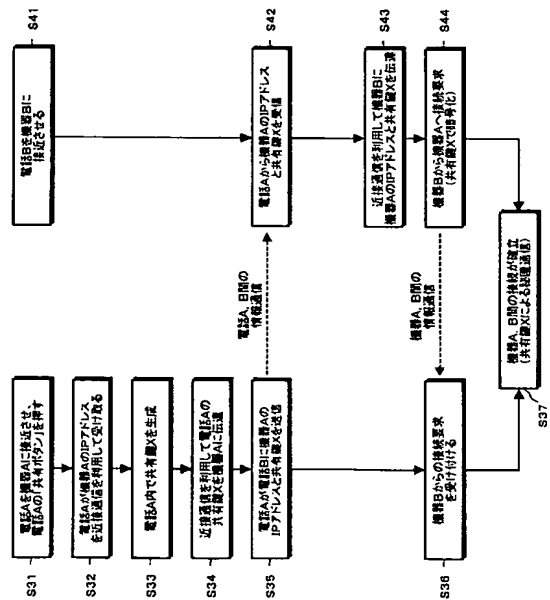 S31
電話Aを機器Aに接近させ、
電話Aの「共有ボタン」を押す
S32
電話Aが機器AのIPアドレス
を近接通信を利用して受け取る
S33
電話A内で共有鍵Xを生成
S34
近接通信を利用して電話Aの
共有鍵Xを機器Aに伝達
S35
電話Aが電話Bに機器Aの
IPアドレスと共有鍵Xを送信
S36
機器Bからの接続要求
を受け付ける
電話A, B間の
情報通信
機器A, B間の
情報通信
S41
電話Bを機器Bに
接近させる
S42
電話Aから機器AのIPアドレス
と共有鍵Xを受信
S43
近接通信を利用して機器Bに
機器AのIPアドレスと共有鍵Xを伝達
S44
機器Bから機器Aへ接続要求
(共有鍵Xで暗号化)
S37
機器A, B間の接続が確立
(共有鍵Xによる秘匿通信)